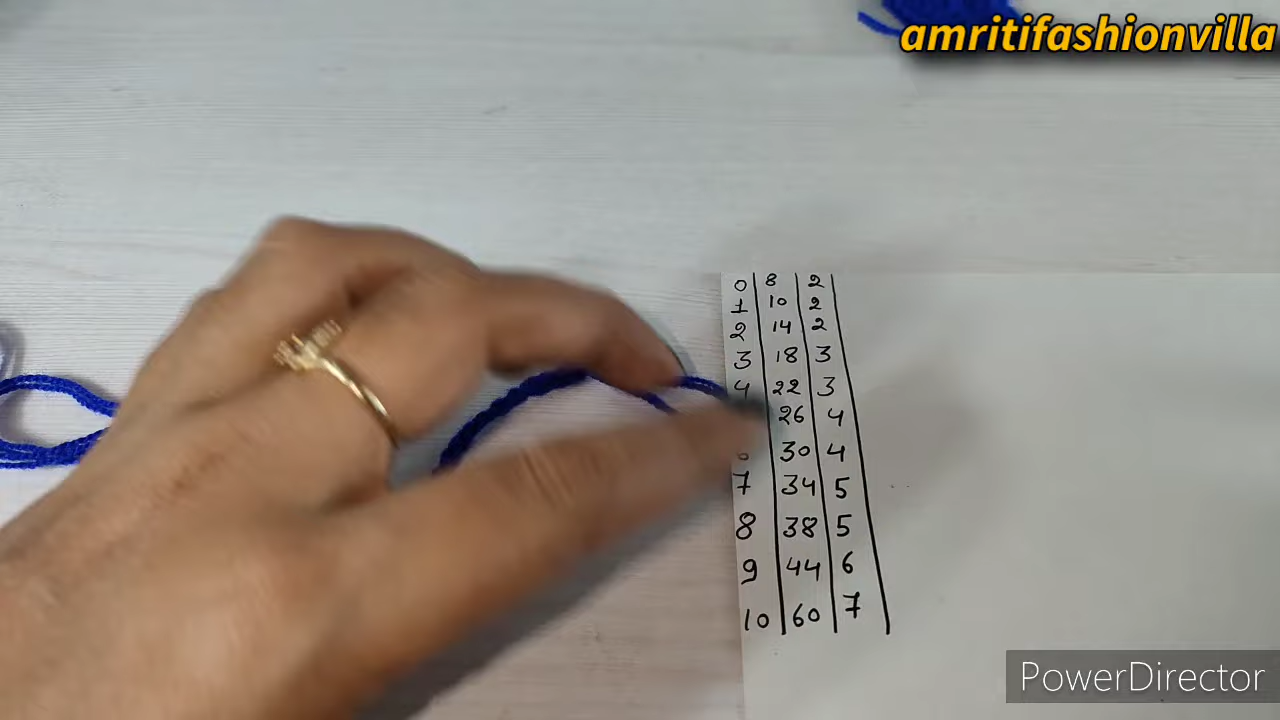 amritifashionvilla
0 8 2
1 10 2
2 14 2
3 18 3
4 22 3
26 4
30 4
7 34 5
8 38 5
9 44 6
10 60 7
PowerDirector